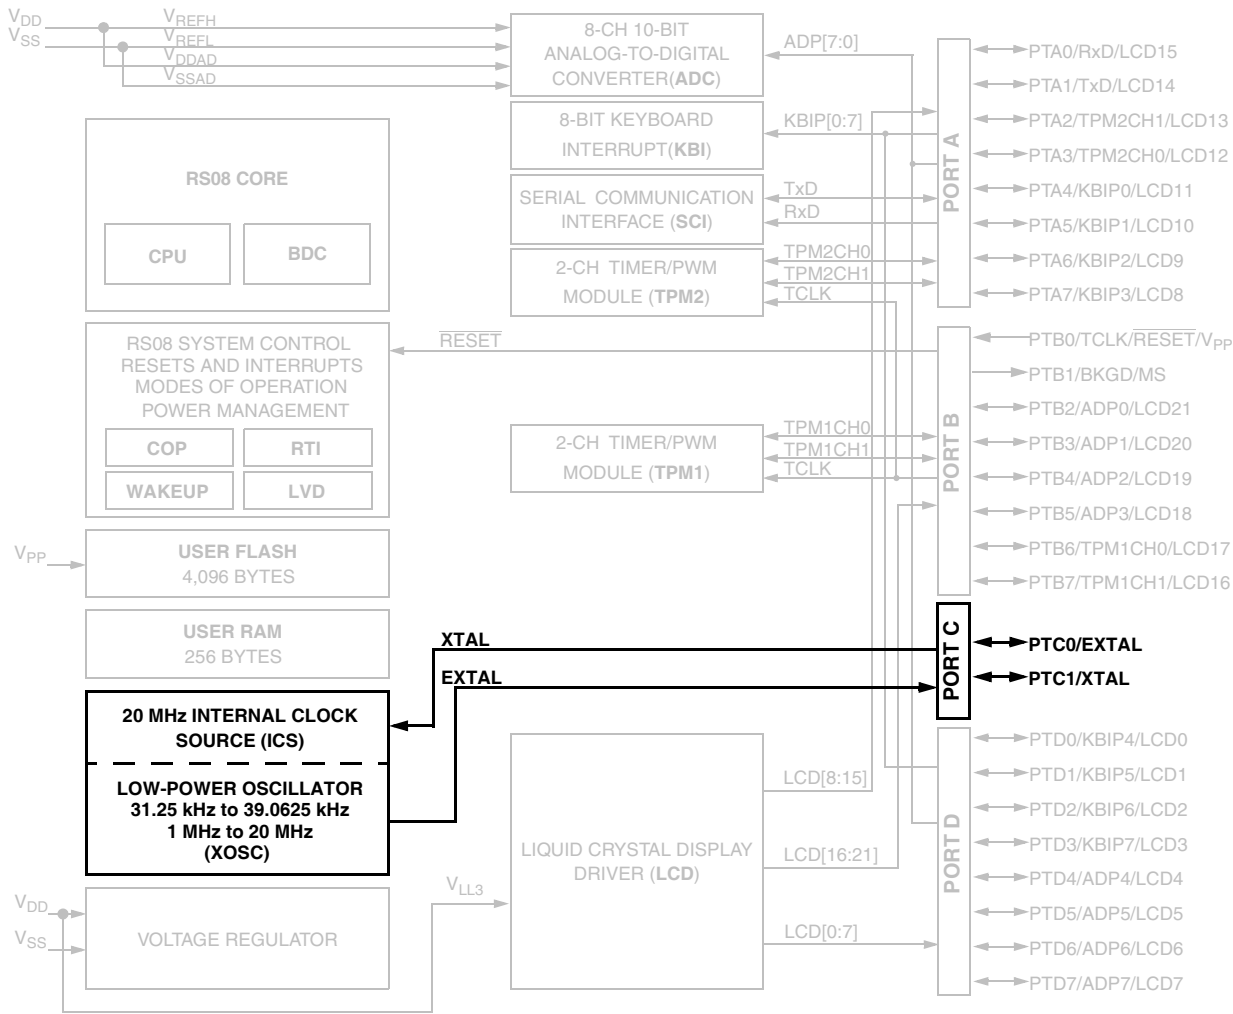 VDD
VSS
VREFH
VREFL
VDDAD
VSSAD
8-CH 10-BIT
ANALOG-TO-DIGITAL
CONVERTER(ADC)
ADP[7:0]
8-BIT KEYBOARD
INTERRUPT(KBI)
KBIP[0:7]
SERIAL COMMUNICATION
INTERFACE (SCI)
TxD
RxD
2-CH TIMER/PWM
MODULE (TPM2)
TPM2CH0
TPM2CH1
TCLK
PORT A
PTA0/RxD/LCD15
PTA1/TxD/LCD14
PTA2/TPM2CH1/LCD13
PTA3/TPM2CH0/LCD12
PTA4/KBIP0/LCD11
PTA5/KBIP1/LCD10
PTA6/KBIP2/LCD9
PTA7/KBIP3/LCD8
RS08 CORE
CPU
BDC
RS08 SYSTEM CONTROL
RESETS AND INTERRUPTS
MODES OF OPERATION
POWER MANAGEMENT
COP
RTI
WAKEUP
LVD
RESET
2-CH TIMER/PWM
MODULE (TPM1)
TPM1CH0
TPM1CH1
TCLK
PORT B
PTB0/TCLK/RESET/VPP
PTB1/BKGD/MS
PTB2/ADP0/LCD21
PTB3/ADP1/LCD20
PTB4/ADP2/LCD19
PTB5/ADP3/LCD18
PTB6/TPM1CH0/LCD17
PTB7/TPM1CH1/LCD16
VPP
USER FLASH
4,096 BYTES
USER RAM
256 BYTES
XTAL
EXTAL
PORT C
PTC0/EXTAL
PTC1/XTAL
20 MHz INTERNAL CLOCK
SOURCE (ICS)
LOW-POWER OSCILLATOR
31.25 kHz to 39.0625 kHz
1 MHz to 20 MHz
(XOSC)
LIQUID CRYSTAL DISPLAY
DRIVER (LCD)
LCD[8:15]
LCD[16:21]
LCD[0:7]
VLL3
PORT D
PTD0/KBIP4/LCD0
PTD1/KBIP5/LCD1
PTD2/KBIP6/LCD2
PTD3/KBIP7/LCD3
PTD4/ADP4/LCD4
PTD5/ADP5/LCD5
PTD6/ADP6/LCD6
PTD7/ADP7/LCD7
VDD
VSS
VOLTAGE REGULATOR